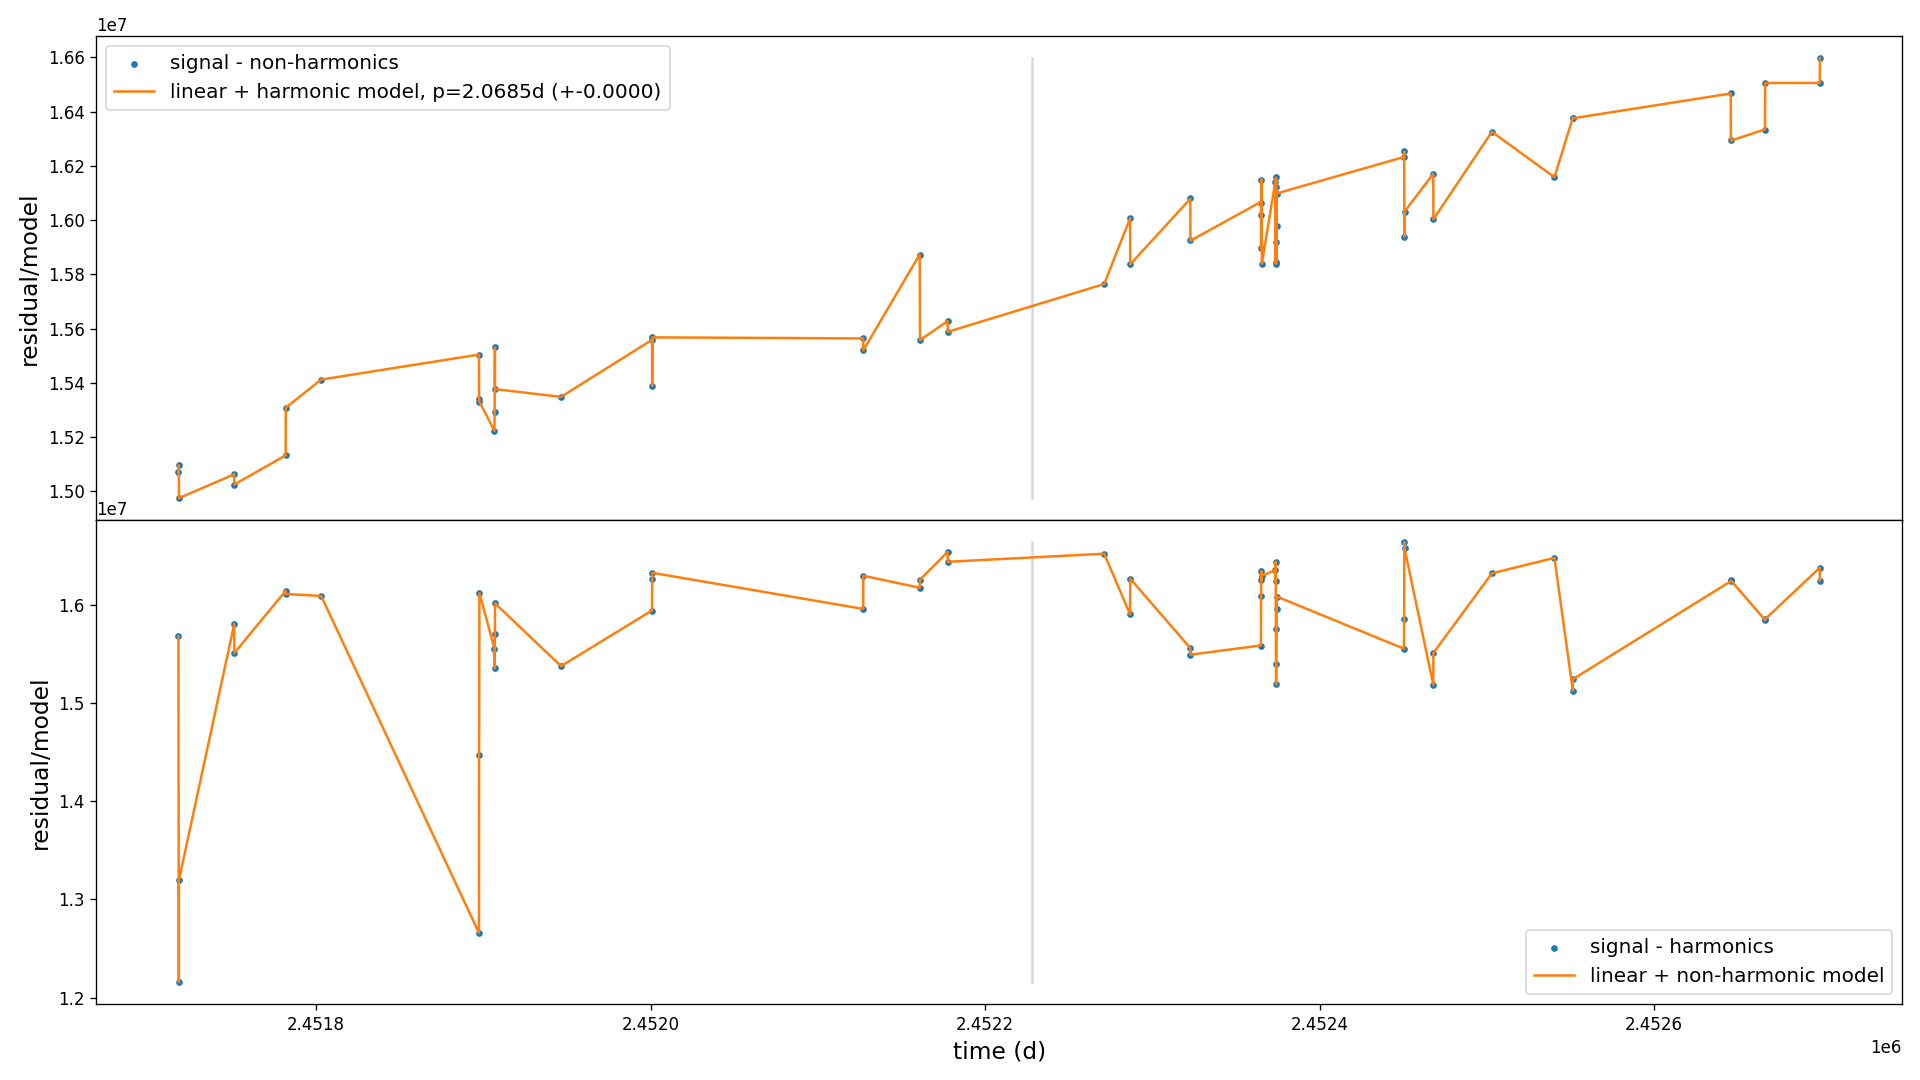 1e7
1.66
signal - non-harmonics
linear + harmonic model, p=2.0685d (+-0.0000)
1.64
1.62
1.60
1.58
1.56
1.54
1.52
1.50
residual/model
1e7
1.6
1.5
1.4
1.3
1.2
residual/model
signal - harmonics
linear + non-harmonic model
2.4518
2.4520
2.4522
2.4524
2.4526
time (d)
1e6